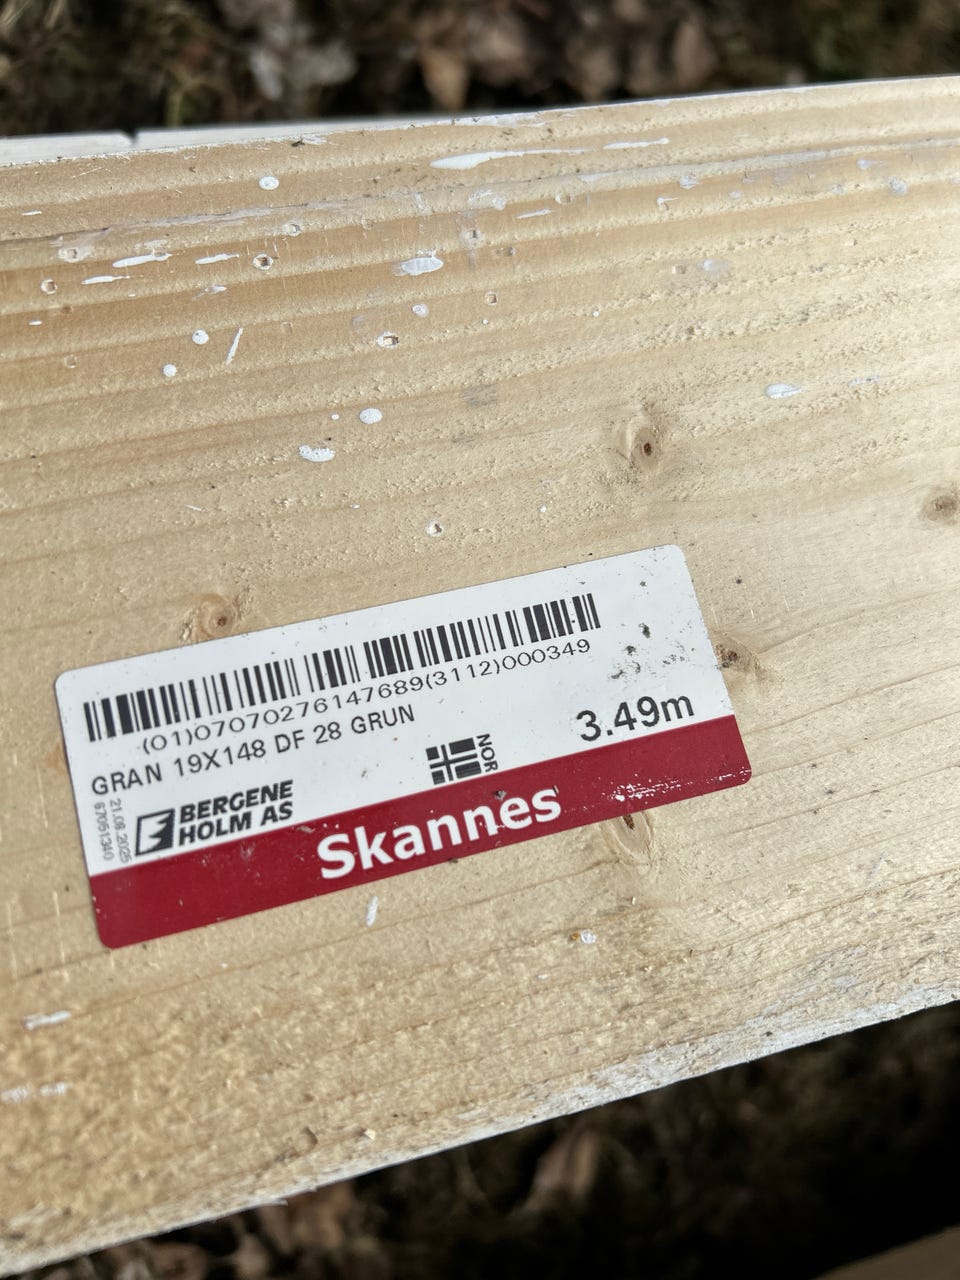 (01)07070276147689(3112)000349
GRAN 19X148 DF 28 GRUN
3.49m
NOR
BERGENE
HOLM AS
21.08.2025
67051340
Skannes